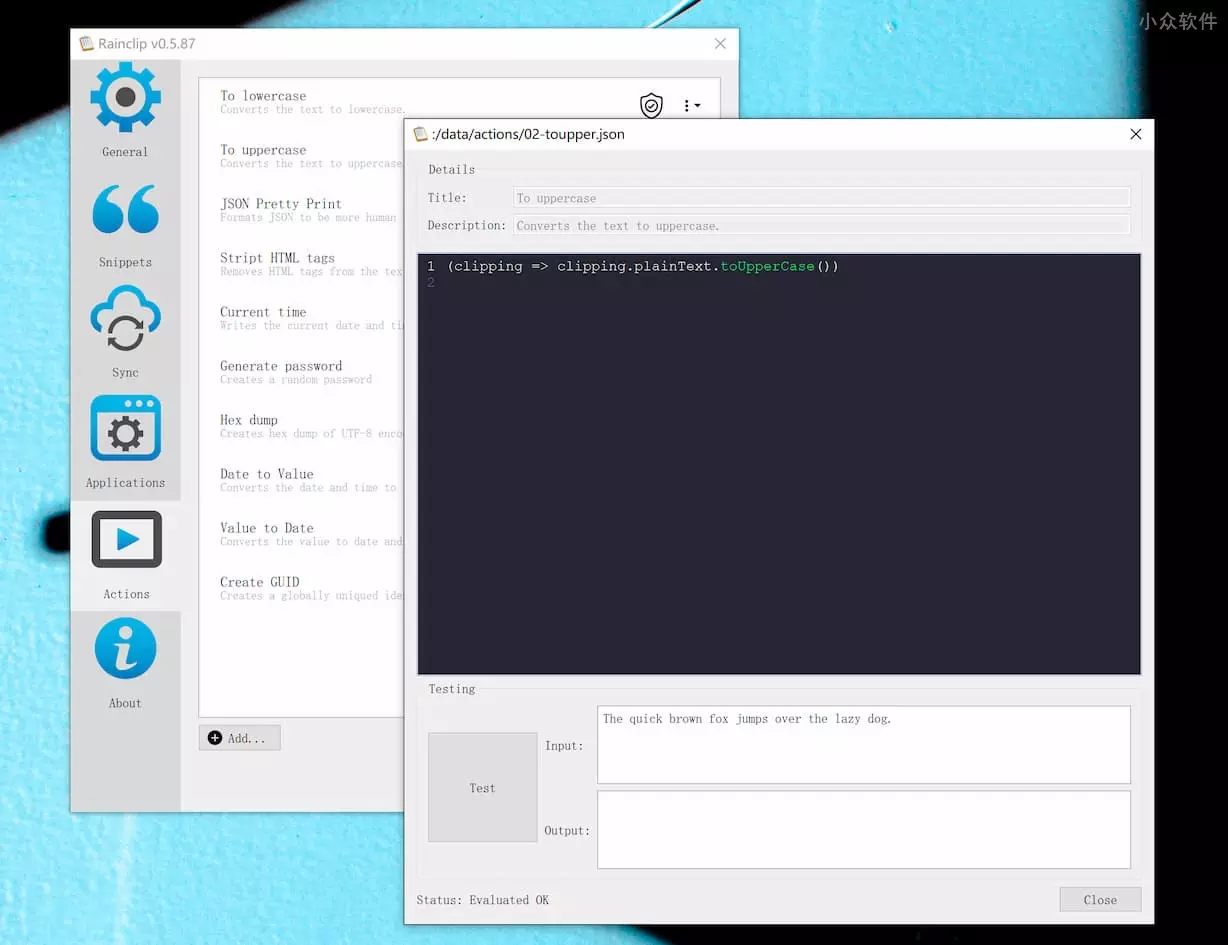 小众软件
Rainclip v0.5.87
General
Snippets
Sync
Applications
Actions
About
To lowercase
Converts the text to lowercase.
To uppercase
Converts the text to uppercase
JSON Pretty Print
Formats JSON to be more human
Stript HTML tags
Removes HTML tags from the tex
Current time
Writes the current date and ti
Generate password
Creates a random password
Hex dump
Creates hex dump of UTF-8 enco
Date to Value
Converts the date and time to
Value to Date
Converts the value to date and
Create GUID
Creates a globally uniqued ide
Add...
:/data/actions/02-toupper.json
Details
Title: To uppercase
Description: Converts the text to uppercase.
1 (clipping => clipping.plainText.toUpperCase())
2
Testing
Test
Input: The quick brown fox jumps over the lazy dog.
Output:
Status: Evaluated OK
Close